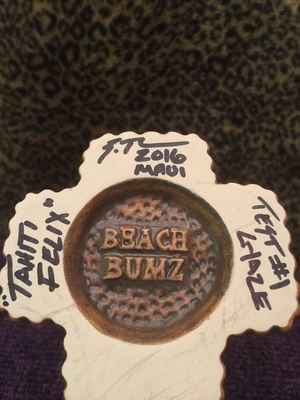 2016
MAUI
"TAHITI
FELIX"
BEACH
BUMZ
TEST #1
GLAZE